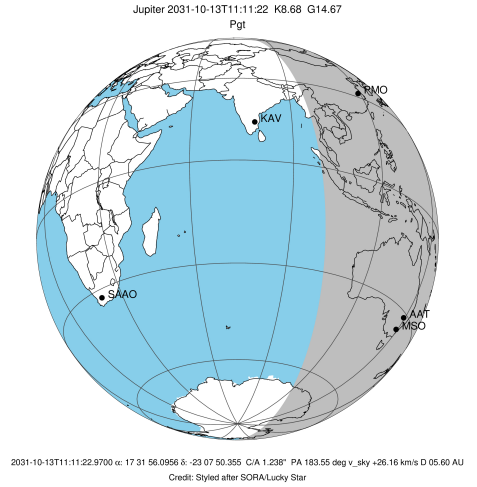 Jupiter 2031-10-13T11:11:22 K8.68 G14.67
Pgt
PMO
KAV
SAAO
AAT
MSO
2031-10-13T11:11:22.9700 α: 17 31 56.0956 δ: -23 07 50.355 C/A 1.238" PA 183.55 deg v_sky +26.16 km/s D 05.60 AU
Credit: Styled after SORA/Lucky Star